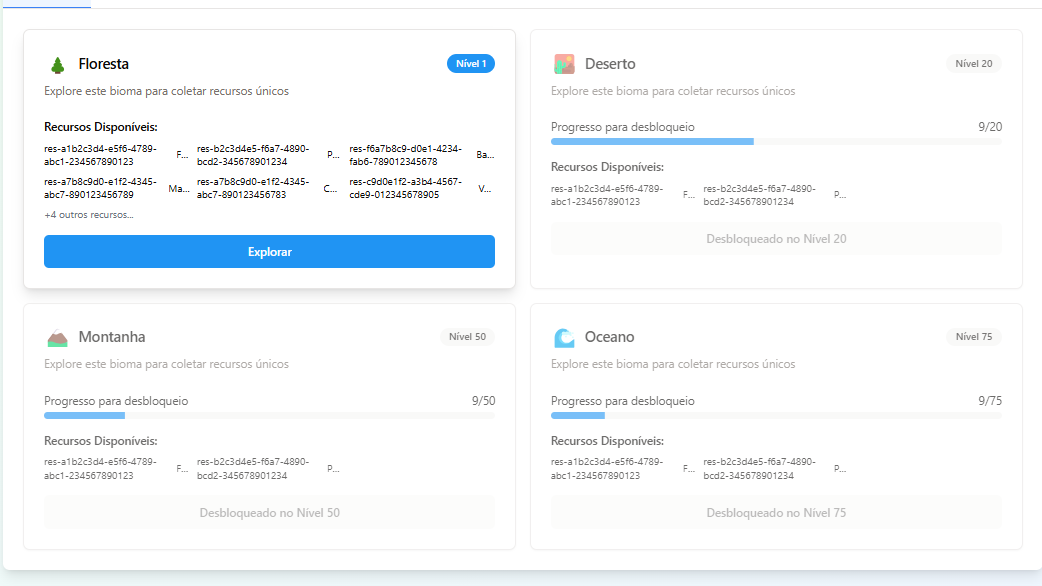 Floresta
Nível 1
Explore este bioma para coletar recursos únicos
Recursos Disponíveis:
res-a1b2c3d4-e5f6-4789-
abc1-234567890123
F...
res-b2c3d4e5-f6a7-4890-
bcd2-345678901234
P...
res-f6a7b8c9-d0e1-4234-
fab6-789012345678
Ba...
res-a7b8c9d0-e1f2-4345-
abc7-890123456789
Ma...
res-a7b8c9d0-e1f2-4345-
abc7-890123456783
C...
res-c9d0e1f2-a3b4-4567-
cde9-012345678905
V...
+4 outros recursos...
Explorar
Deserto
Nível 20
Explore este bioma para coletar recursos únicos
Progresso para desbloqueio
9/20
Recursos Disponíveis:
res-a1b2c3d4-e5f6-4789-
abc1-234567890123
F...
res-b2c3d4e5-f6a7-4890-
bcd2-345678901234
P...
Desbloqueado no Nível 20
Montanha
Nível 50
Explore este bioma para coletar recursos únicos
Progresso para desbloqueio
9/50
Recursos Disponíveis:
res-a1b2c3d4-e5f6-4789-
abc1-234567890123
F...
res-b2c3d4e5-f6a7-4890-
bcd2-345678901234
P...
Desbloqueado no Nível 50
Oceano
Nível 75
Explore este bioma para coletar recursos únicos
Progresso para desbloqueio
9/75
Recursos Disponíveis:
res-a1b2c3d4-e5f6-4789-
abc1-234567890123
F...
res-b2c3d4e5-f6a7-4890-
bcd2-345678901234
P...
Desbloqueado no Nível 75